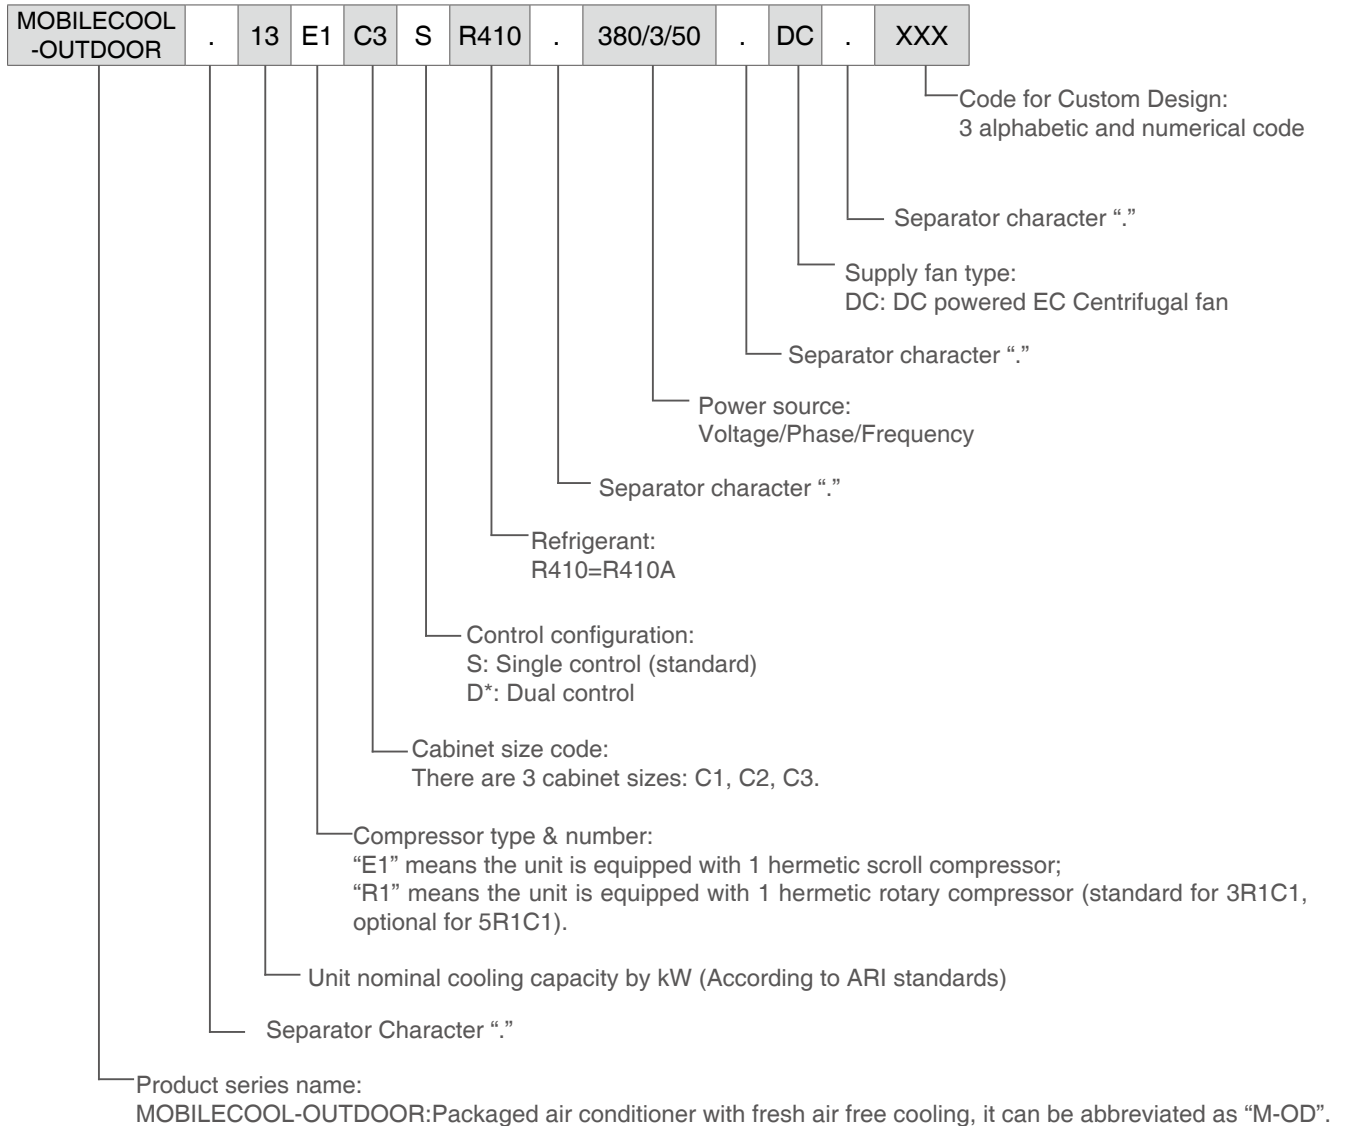 MOBILECOOL
-OUTDOOR . 13 E1 C3 S R410 . 380/3/50 . DC . XXX
Code for Custom Design:
3 alphabetic and numerical code
Separator character “.”
Supply fan type:
DC: DC powered EC Centrifugal fan
Separator character “.”
Power source:
Voltage/Phase/Frequency
Separator character “.”
Refrigerant:
R410=R410A
Control configuration:
S: Single control (standard)
D*: Dual control
Cabinet size code:
There are 3 cabinet sizes: C1, C2, C3.
Compressor type & number:
“E1” means the unit is equipped with 1 hermetic scroll compressor;
“R1” means the unit is equipped with 1 hermetic rotary compressor (standard for 3R1C1,
optional for 5R1C1).
Unit nominal cooling capacity by kW (According to ARI standards)
Separator Character “.”
Product series name:
MOBILECOOL-OUTDOOR:Packaged air conditioner with fresh air free cooling, it can be abbreviated as “M-OD”.